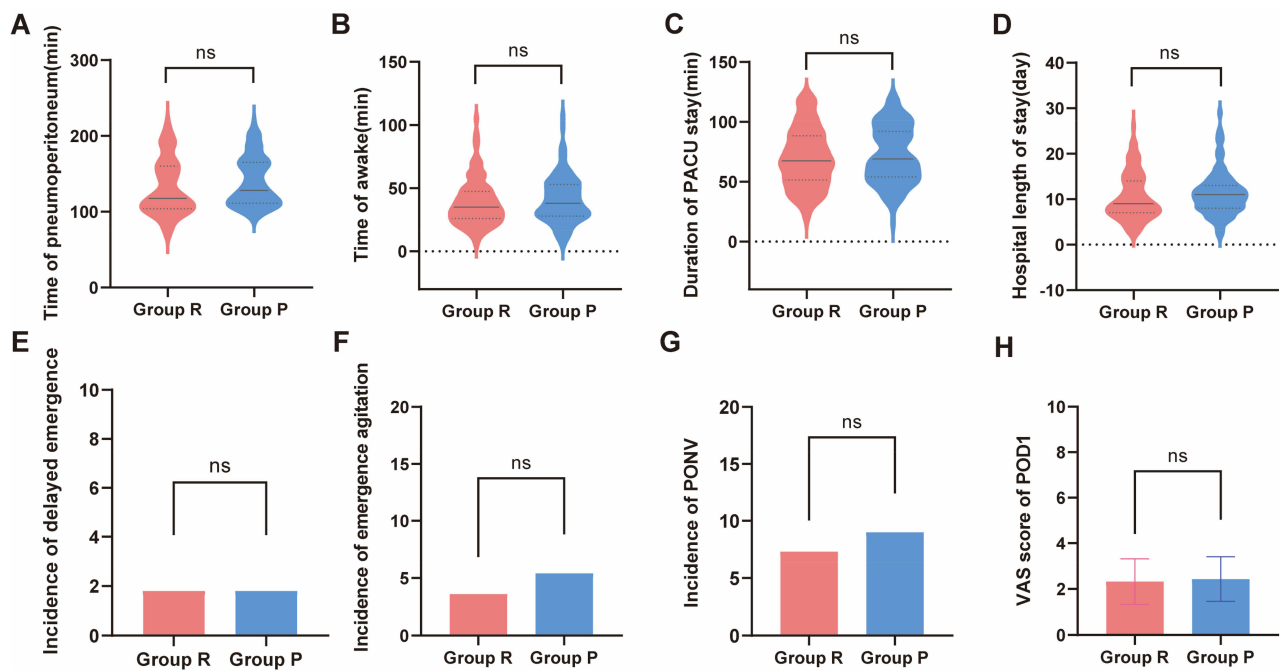 A
Time of pneumoperitoneum(min)
300
200
100
0
ns
Group R Group P
B
Time of awake(min)
150
100
50
0
ns
Group R Group P
C
Duration of PACU stay(min)
150
100
50
0
ns
Group R Group P
D
Hospital length of stay(day)
40
30
20
10
0
-10
ns
Group R Group P
E
Incidence of delayed emergence
10
8
6
4
2
0
ns
Group R Group P
F
Incidence of emergence agitation
20
15
10
5
0
ns
Group R Group P
G
Incidence of PONV
20
15
10
5
0
ns
Group R Group P
H
VAS score of POD1
10
8
6
4
2
0
ns
Group R Group P